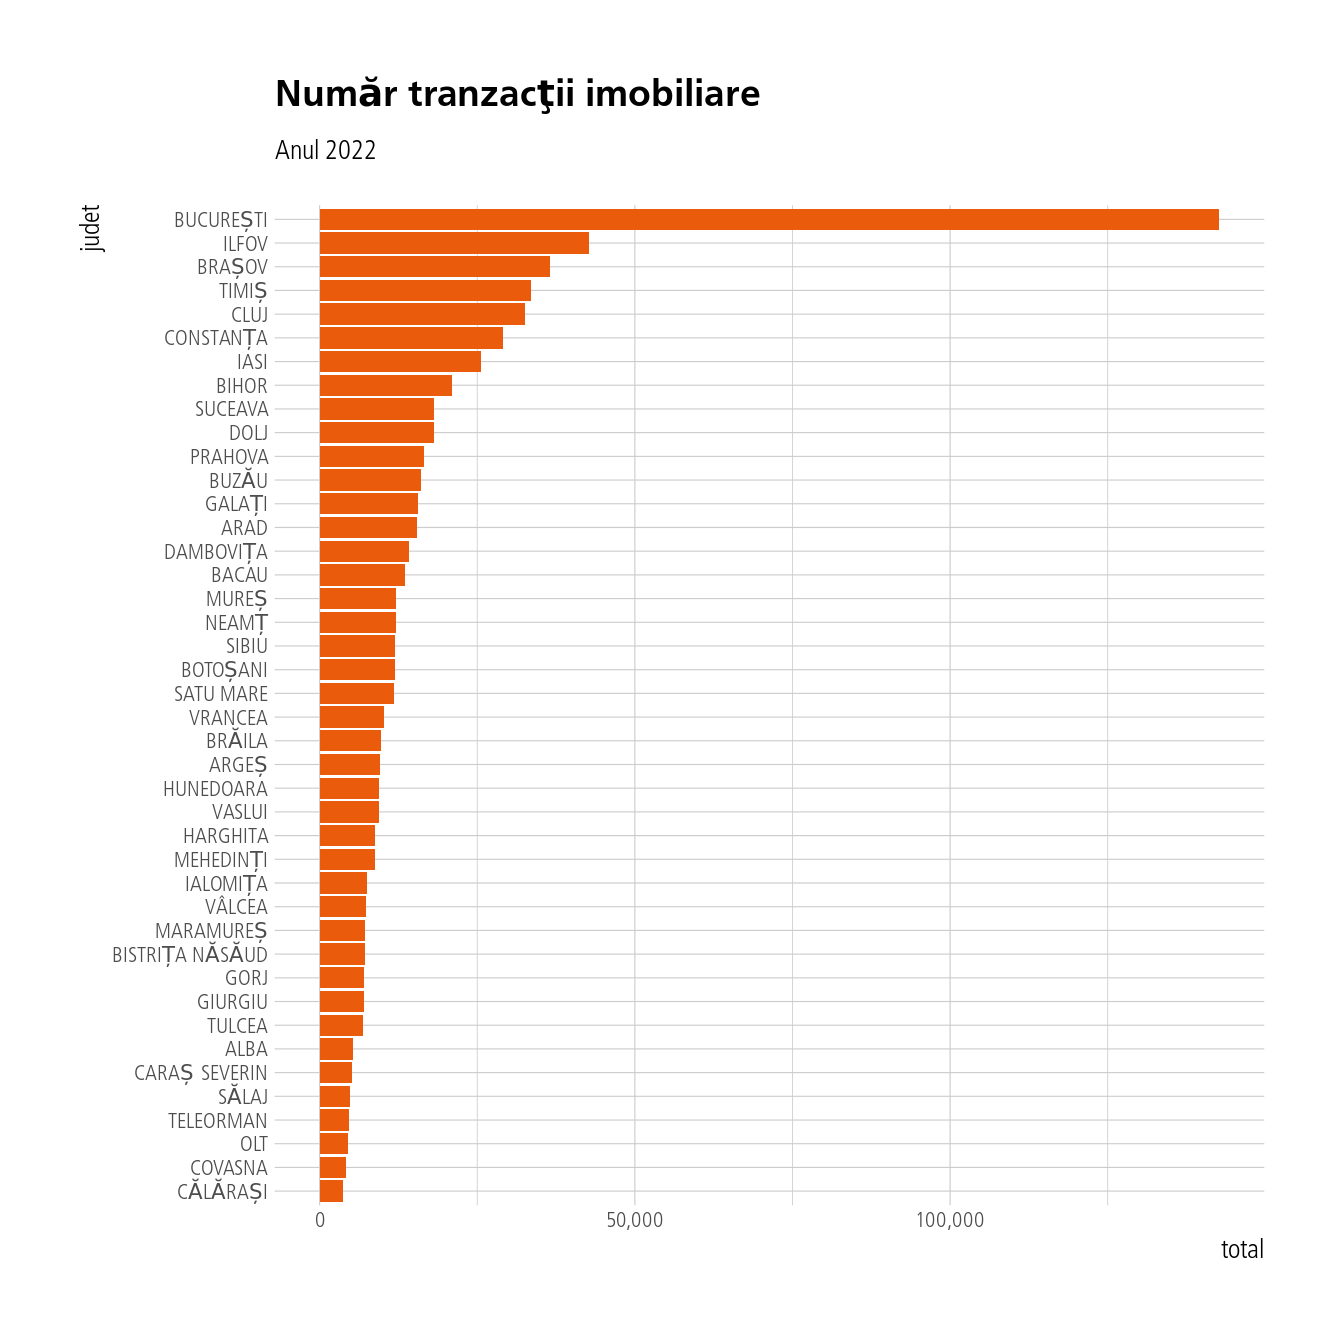 Număr tranzacţii imobiliare
Anul 2022
judet
BUCUREȘTI
ILFOV
BRAȘOV
TIMIȘ
CLUJ
CONSTANȚA
IASI
BIHOR
SUCEAVA
DOLJ
PRAHOVA
BUZĂU
GALAȚI
ARAD
DAMBOVIȚA
BACAU
MUREȘ
NEAMȚ
SIBIU
BOTOȘANI
SATU MARE
VRANCEA
BRĂILA
ARGEȘ
HUNEDOARA
VASLUI
HARGHITA
MEHEDINȚI
IALOMIȚA
VÂLCEA
MARAMUREȘ
BISTRIȚA NĂSĂUD
GORJ
GIURGIU
TULCEA
ALBA
CARAȘ SEVERIN
SĂLAJ
TELEORMAN
OLT
COVASNA
CĂLĂRAȘI
0 50,000 100,000
total